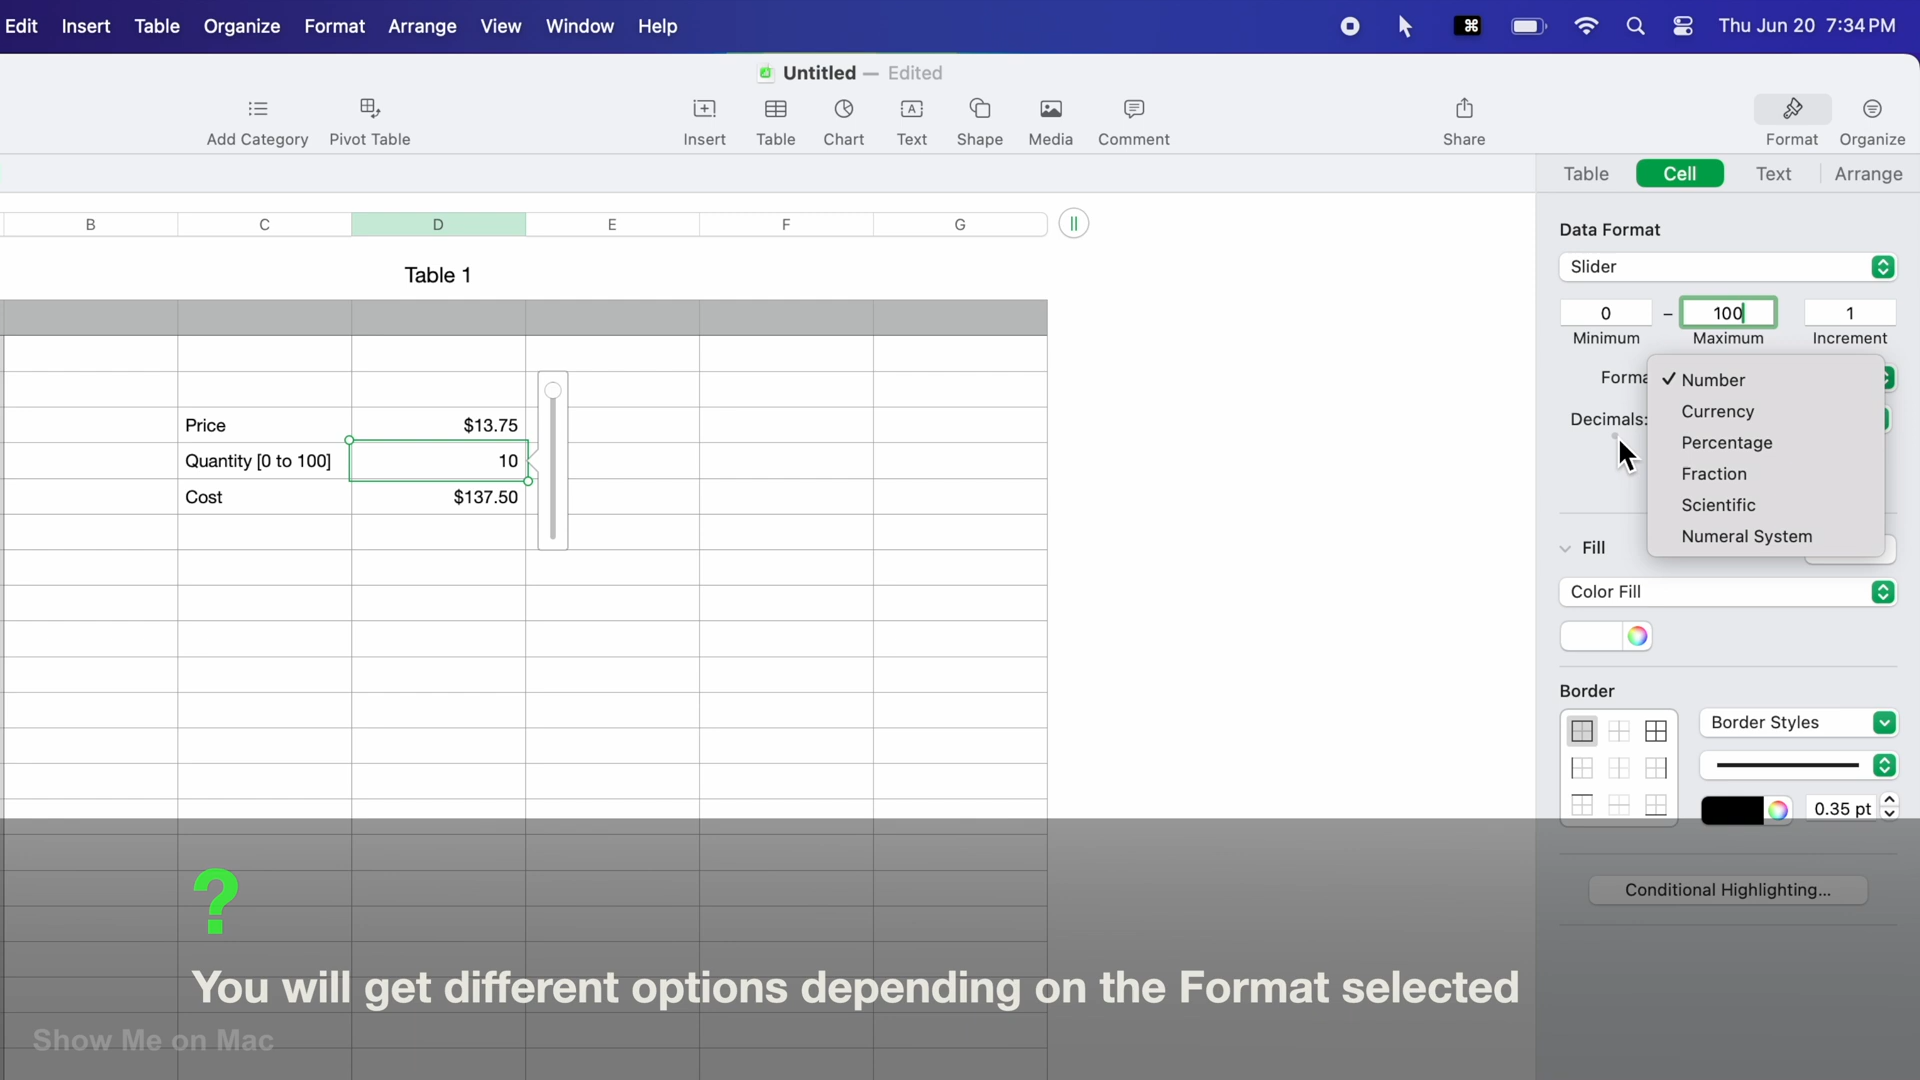 Edit Insert Table Organize Format Arrange View Window Help Thu Jun 20 7:34 PM
Untitled — Edited
Add Category Pivot Table Insert Table Chart Text Shape Media Comment Share Format Organize
Table Cell Text Arrange
B C D E F G
Table 1
Price $13.75
Quantity [0 to 100] 10
Cost $137.50
Data Format
Slider
0 – 100 1
Minimum Maximum Increment
Forma
✓ Number
Currency
Decimals:
Percentage
Fraction
Scientific
Numeral System
Fill
Color Fill
Border
Border Styles
0.35 pt
Conditional Highlighting...
?
You will get different options depending on the Format selected
Show Me on Mac